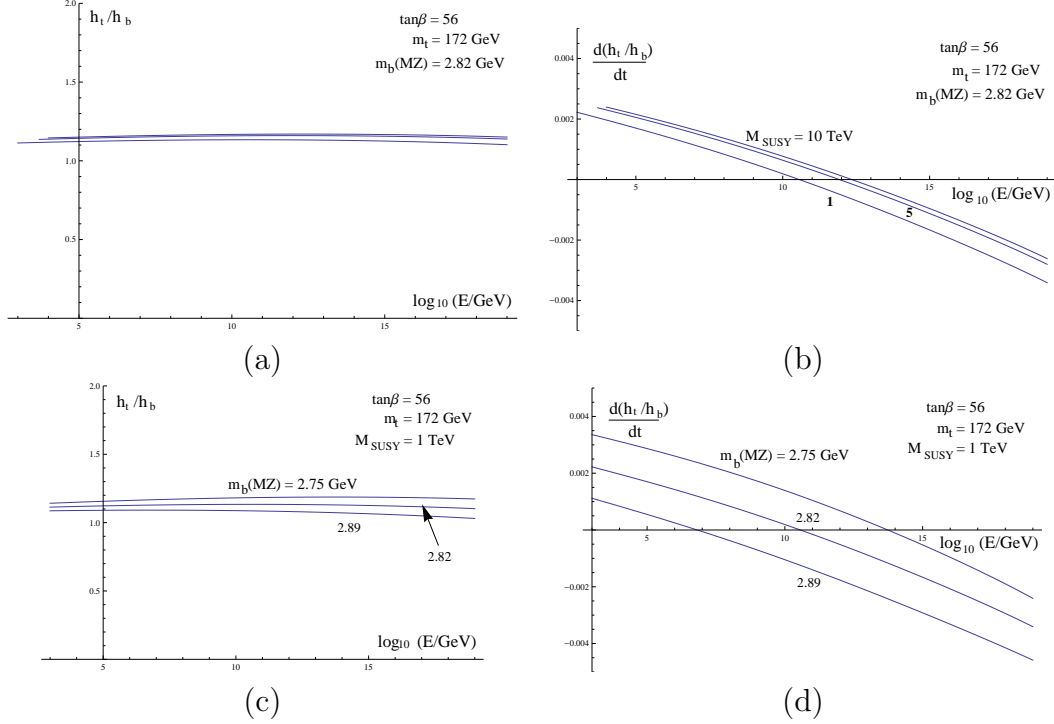 h_t/h_b
tanβ = 56
m_t = 172 GeV
m_b(MZ) = 2.82 GeV
2.0
1.5
1.0
0.5
5
10
15
log_10 (E/GeV)
(a)
d(h_t/h_b)
dt
tanβ = 56
m_t = 172 GeV
m_b(MZ) = 2.82 GeV
0.004
0.002
−0.002
−0.004
M_SUSY = 10 TeV
5
10
15
log_10 (E/GeV)
1
5
(b)
h_t/h_b
tanβ = 56
m_t = 172 GeV
M_SUSY = 1 TeV
2.0
1.5
1.0
0.5
m_b(MZ) = 2.75 GeV
2.89
2.82
5
10
15
log_10 (E/GeV)
(c)
d(h_t/h_b)
dt
tanβ = 56
m_t = 172 GeV
M_SUSY = 1 TeV
0.004
0.002
−0.002
−0.004
m_b(MZ) = 2.75 GeV
2.82
5
10
15
log_10 (E/GeV)
2.89
(d)